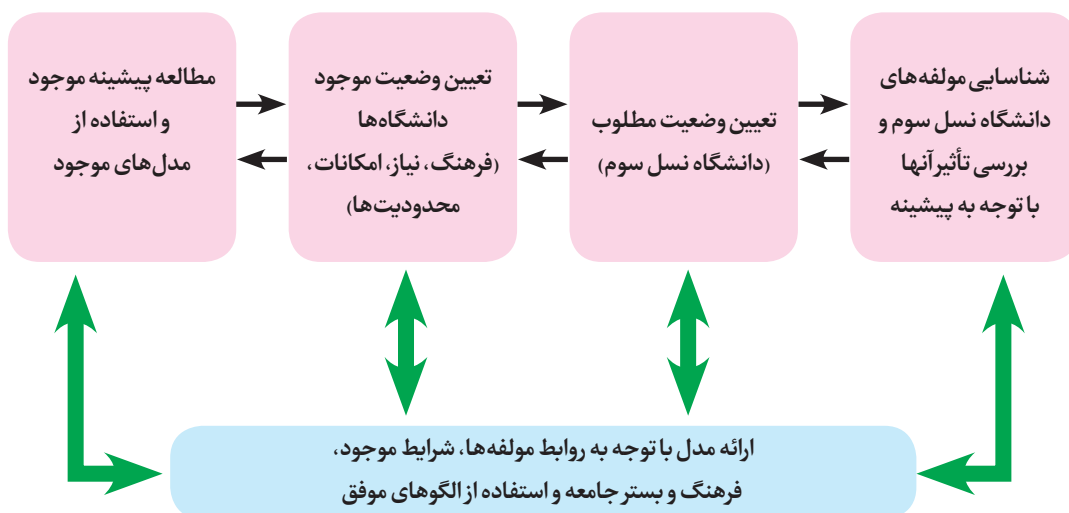 شناسایی مولفه‌های
دانشگاه نسل سوم و
بررسی تأثیرآنها
با توجه به پیشینه
تعیین وضعیت مطلوب
(دانشگاه نسل سوم)
تعیین وضعیت موجود
دانشگاه‌ها
(فرهنگ، نیاز، امکانات،
محدودیت‌ها)
مطالعه پیشینه موجود
و استفاده از
مدل‌های موجود
ارائه مدل با توجه به روابط مولفه‌ها، شرایط موجود،
فرهنگ و بستر جامعه و استفاده از الگوهای موفق